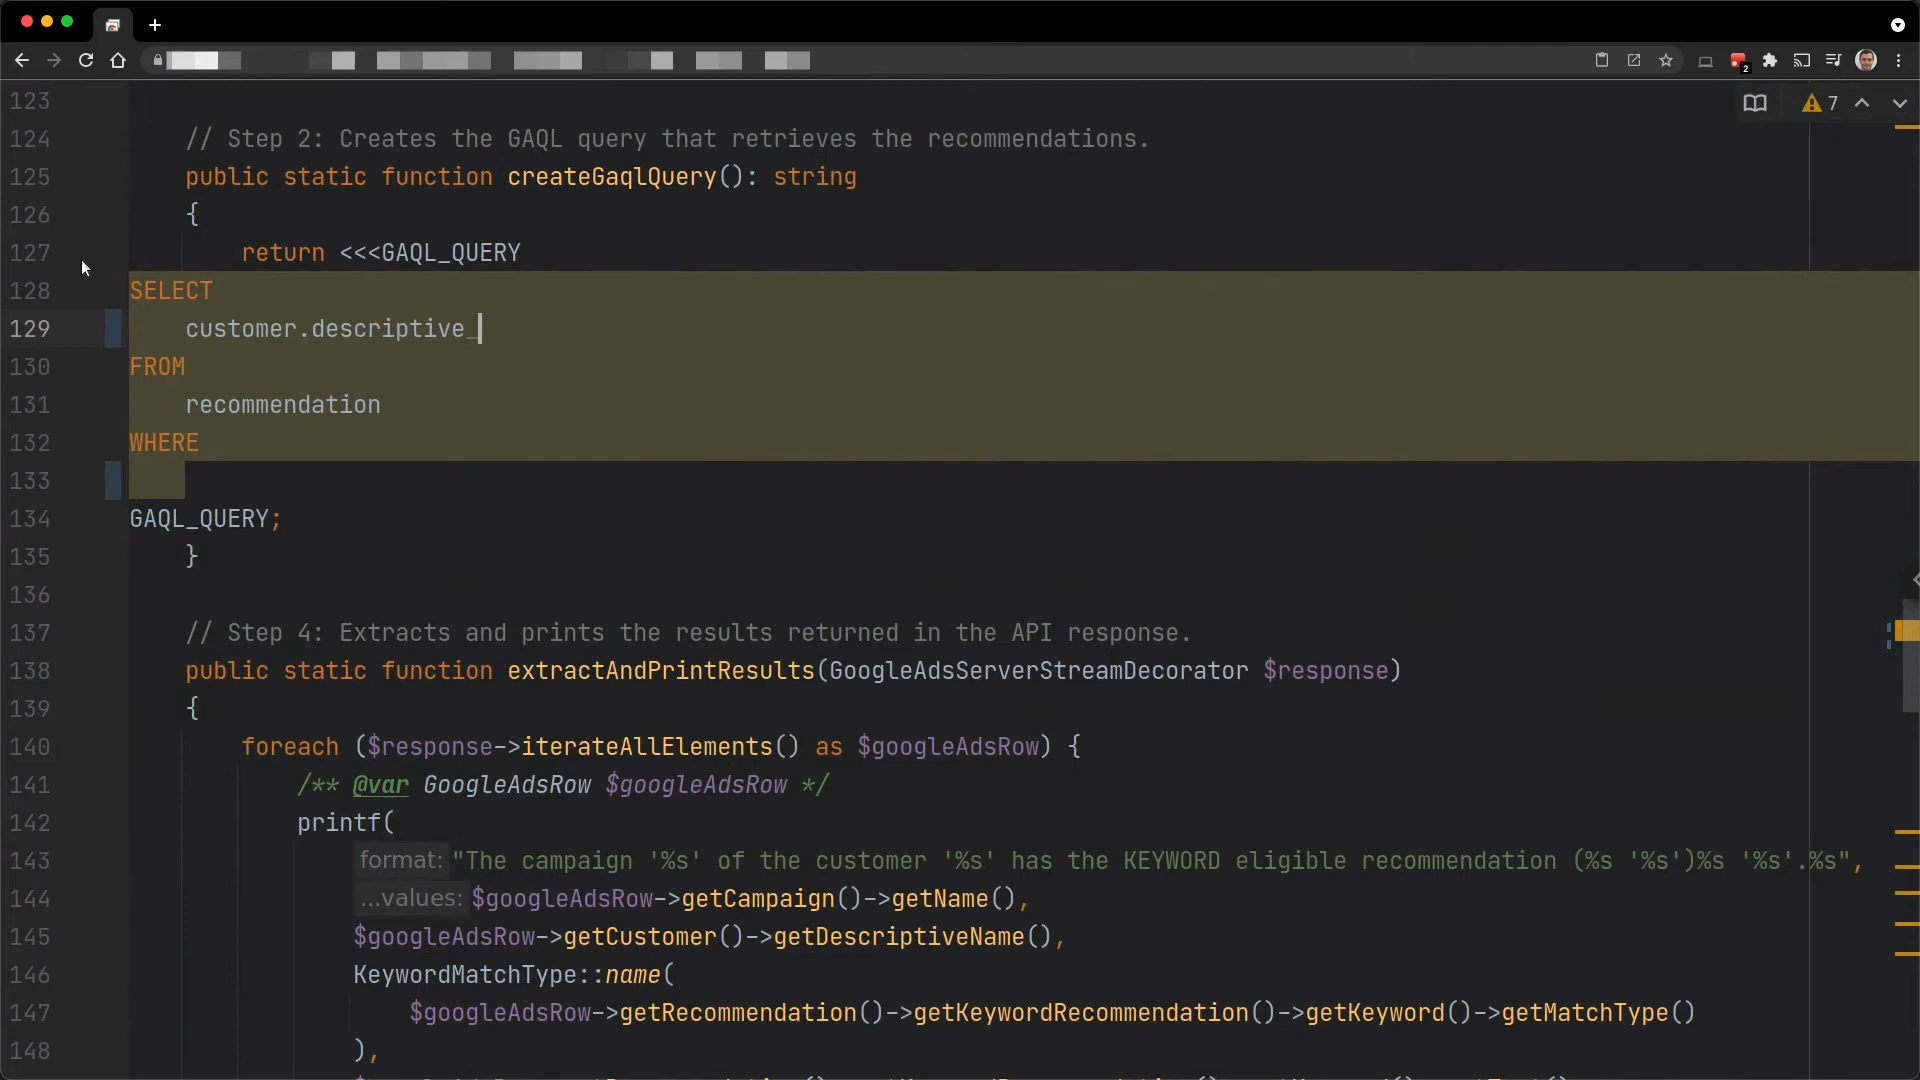 2
7
123
124 // Step 2: Creates the GAQL query that retrieves the recommendations.
125 public static function createGaqlQuery(): string
126 {
127 return <<<GAQL_QUERY
128 SELECT
129 customer.descriptive_
130 FROM
131 recommendation
132 WHERE
133
134 GAQL_QUERY;
135 }
136
137 // Step 4: Extracts and prints the results returned in the API response.
138 public static function extractAndPrintResults(GoogleAdsServerStreamDecorator $response)
139 {
140 foreach ($response->iterateAllElements() as $googleAdsRow) {
141 /** @var GoogleAdsRow $googleAdsRow */
142 printf(
143 format: "The campaign '%s' of the customer '%s' has the KEYWORD eligible recommendation (%s '%s')%s '%s'.%s",
144 ...values: $googleAdsRow->getCampaign()->getName(),
145 $googleAdsRow->getCustomer()->getDescriptiveName(),
146 KeywordMatchType::name(
147 $googleAdsRow->getRecommendation()->getKeywordRecommendation()->getKeyword()->getMatchType()
148 ),